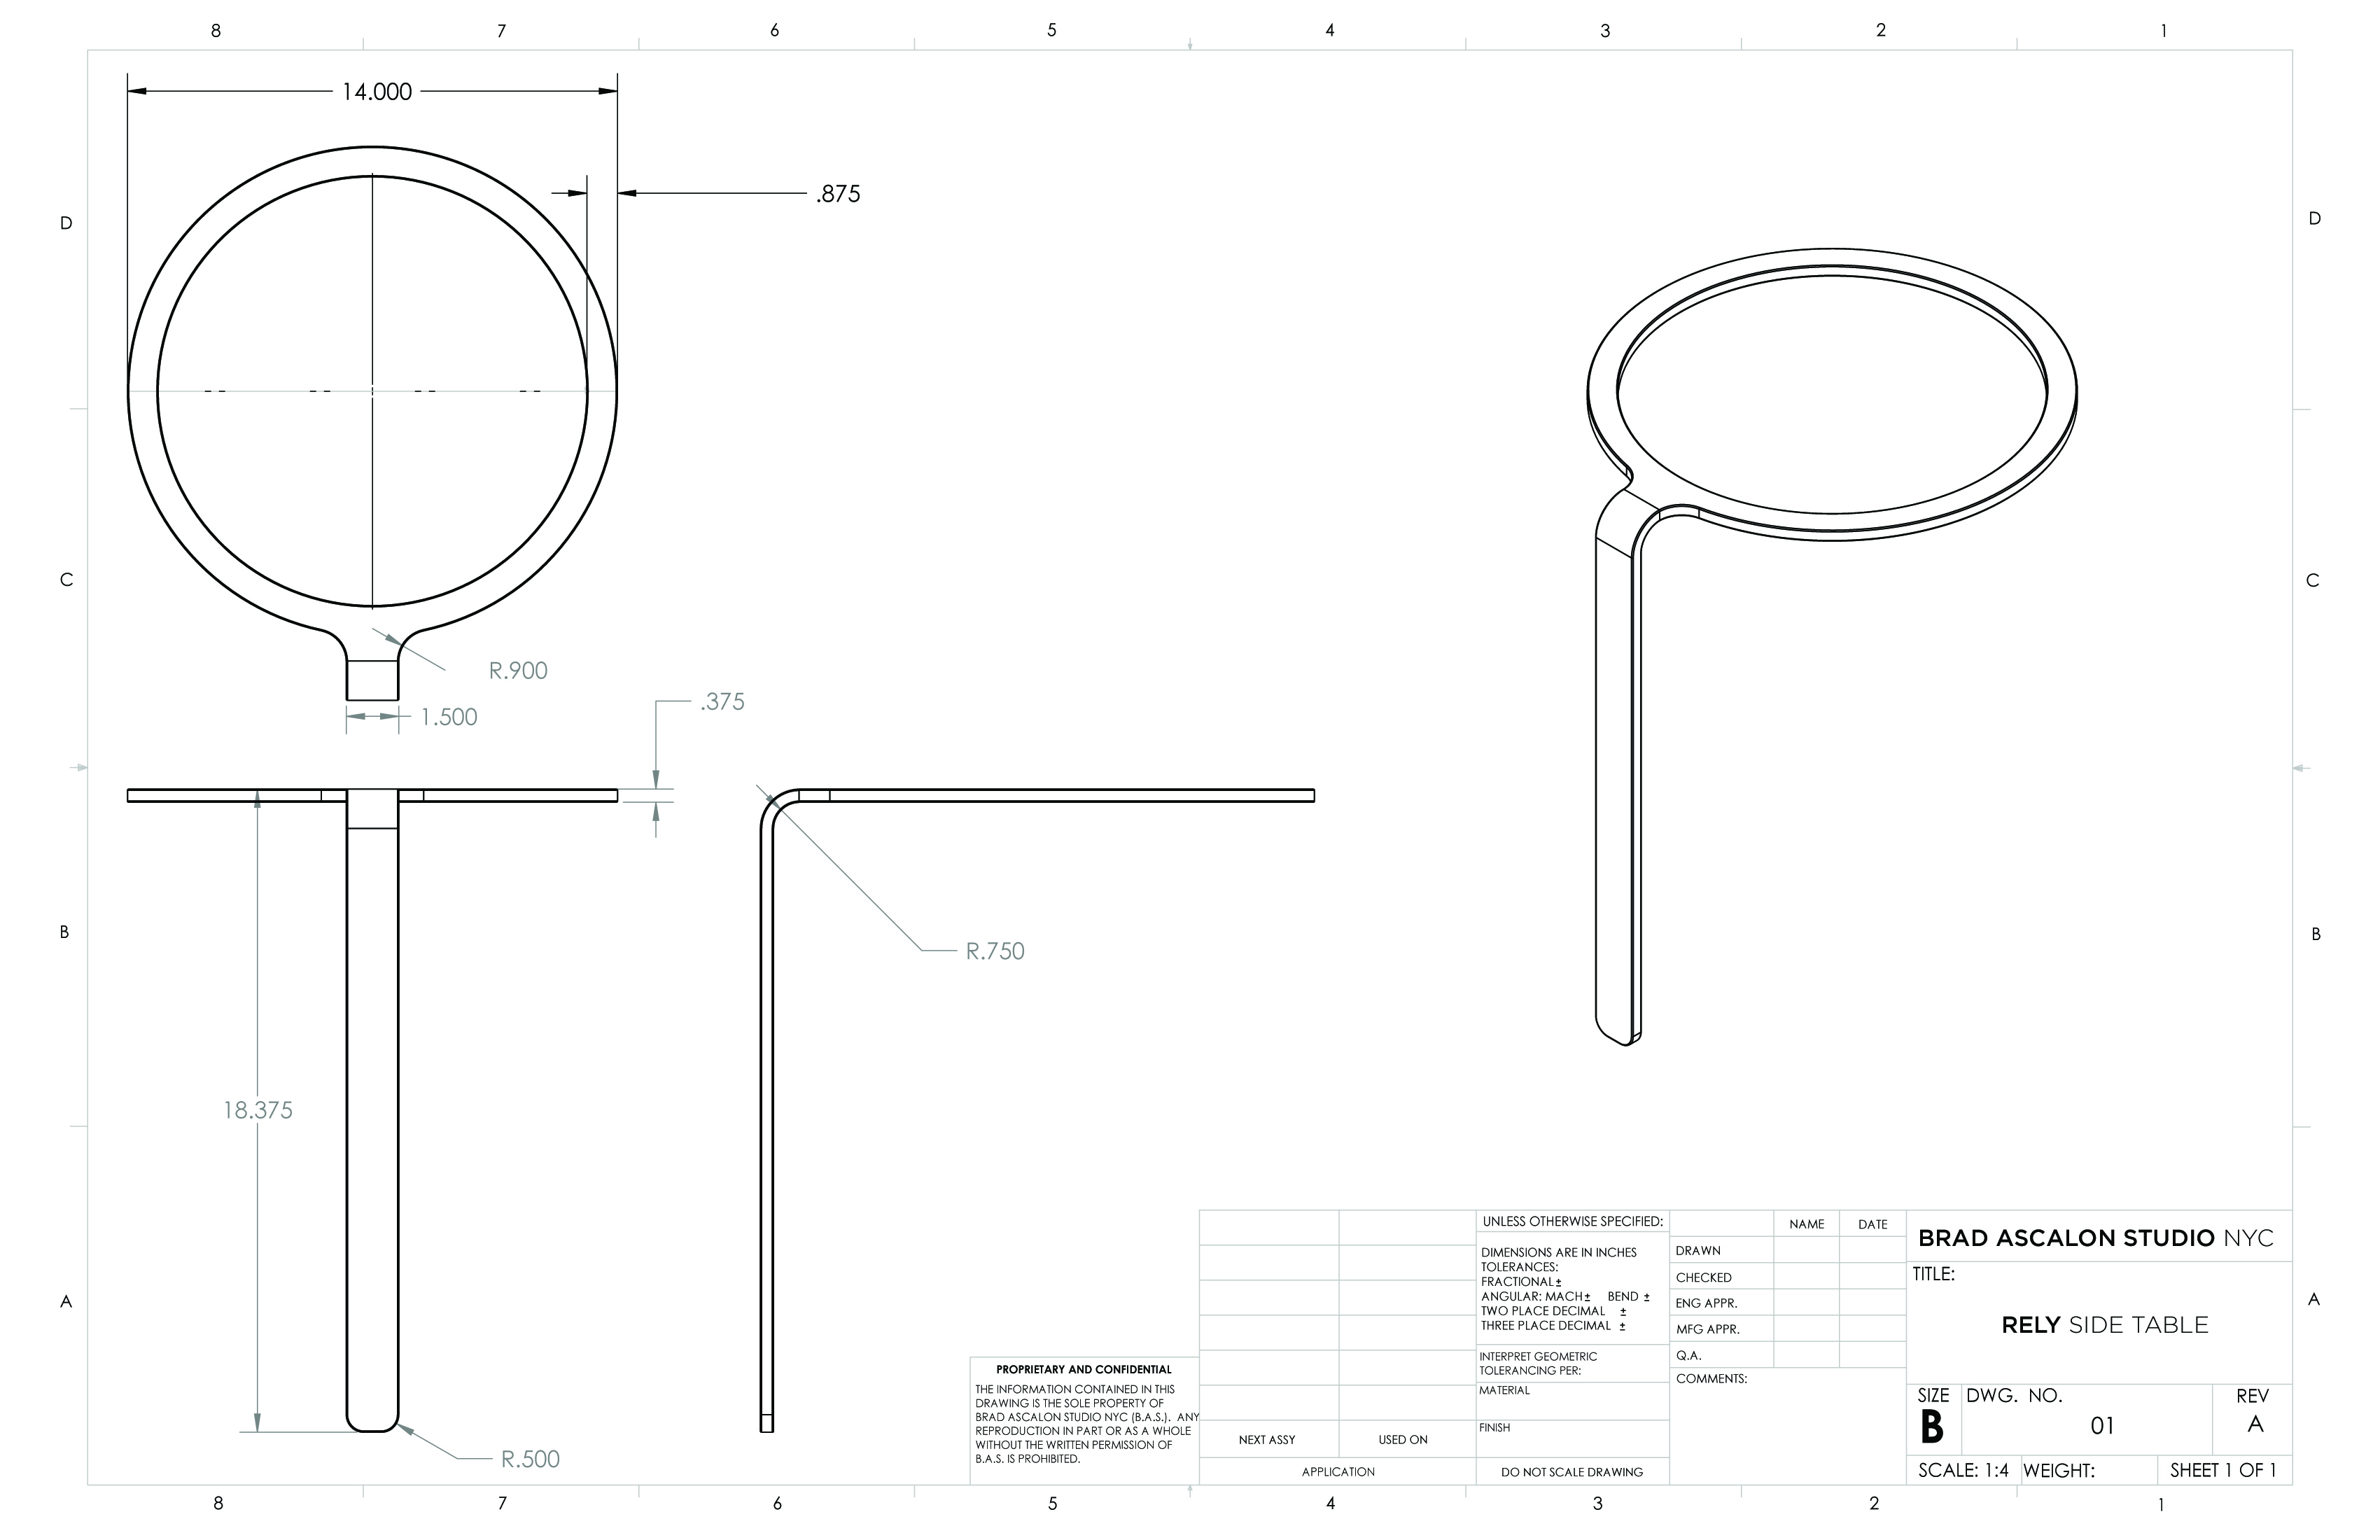 8 7 6 5 4 3 2 1
14.000
.875
D D
C C
R.900
1.500
.375
B B
R.750
18.375
A A
R.500
PROPRIETARY AND CONFIDENTIAL
THE INFORMATION CONTAINED IN THIS
DRAWING IS THE SOLE PROPERTY OF
BRAD ASCALON STUDIO NYC (B.A.S.). ANY
REPRODUCTION IN PART OR AS A WHOLE
WITHOUT THE WRITTEN PERMISSION OF
B.A.S. IS PROHIBITED.
NEXT ASSY USED ON
APPLICATION
UNLESS OTHERWISE SPECIFIED:
DIMENSIONS ARE IN INCHES
TOLERANCES:
FRACTIONAL±
ANGULAR: MACH± BEND ±
TWO PLACE DECIMAL ±
THREE PLACE DECIMAL ±
INTERPRET GEOMETRIC
TOLERANCING PER:
MATERIAL
FINISH
DO NOT SCALE DRAWING
NAME DATE
DRAWN
CHECKED
ENG APPR.
MFG APPR.
Q.A.
COMMENTS:
BRAD ASCALON STUDIO NYC
TITLE:
RELY SIDE TABLE
SIZE DWG. NO. REV
B 01 A
SCALE: 1:4 WEIGHT: SHEET 1 OF 1
8 7 6 5 4 3 2 1